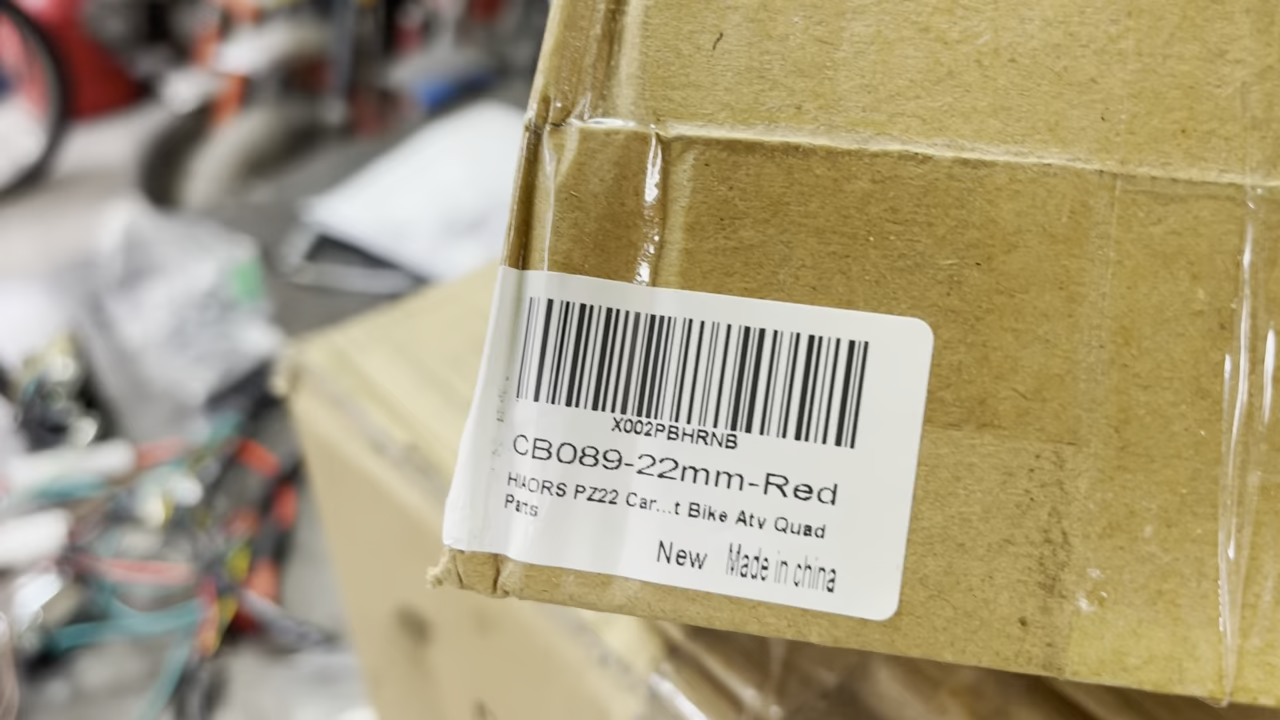 X002PBHRNB
CB089-22mm-Red
HIAORS PZ22 Car...t Bike Atv Quad
Parts
New Made in china